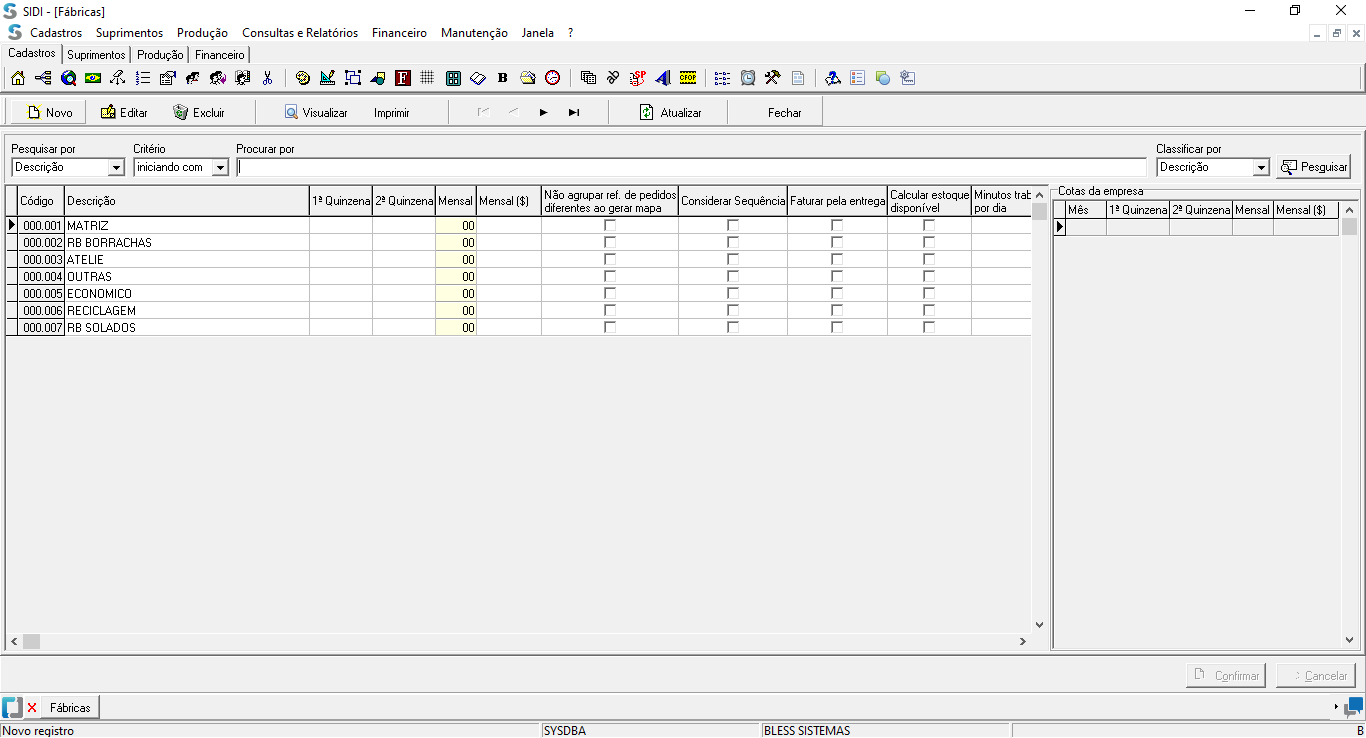 SIDI - [Fábricas]
Cadastros Suprimentos Produção Consultas e Relatórios Financeiro Manutenção Janela ?
Cadastros Suprimentos Produção Financeiro
Novo Editar Excluir Visualizar Imprimir Atualizar Fechar
Pesquisar por Critério Procurar por Classificar por
Descrição iniciando com Descrição Pesquisar
Código Descrição 1ª Quinzena 2ª Quinzena Mensal Mensal ($) Não agrupar ref. de pedidos diferentes ao gerar mapa Considerar Sequência Faturar pela entrega Calcular estoque disponível Minutos trab por dia
000.001 MATRIZ 00
000.002 RB BORRACHAS 00
000.003 ATELIE 00
000.004 OUTRAS 00
000.005 ECONOMICO 00
000.006 RECICLAGEM 00
000.007 RB SOLADOS 00
Cotas da empresa
Mês 1ª Quinzena 2ª Quinzena Mensal Mensal ($)
Confirmar Cancelar
Fábricas
Novo registro SYSDBA BLESS SISTEMAS B